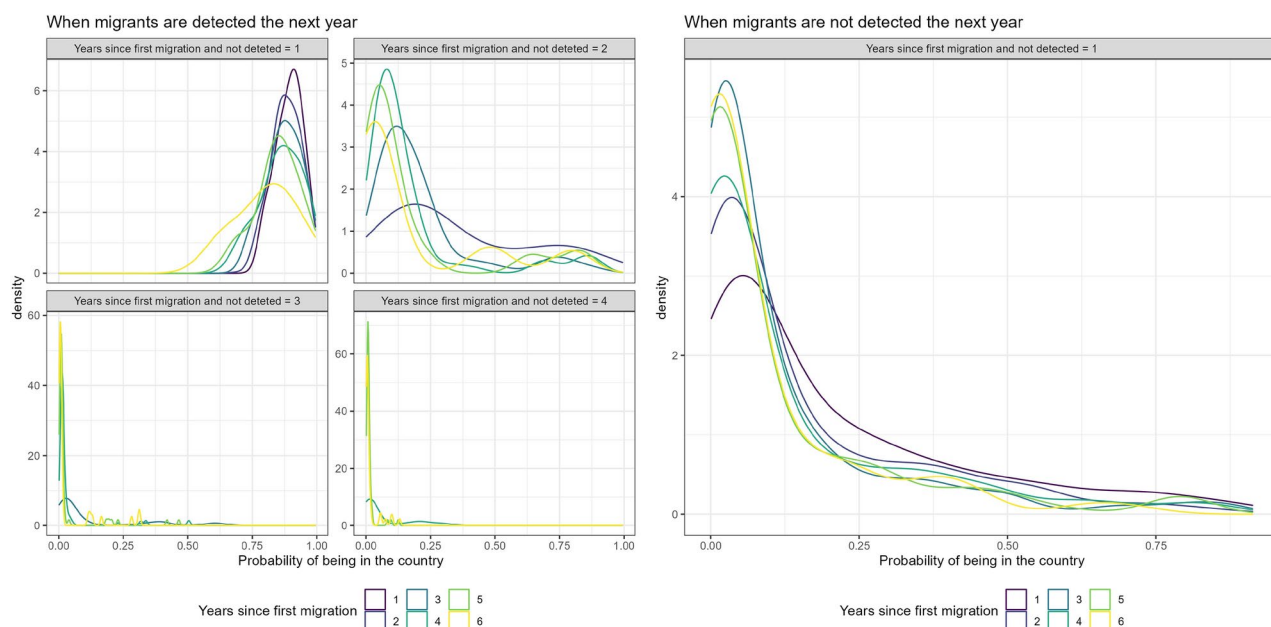 When migrants are detected the next year
Years since first migration and not deteted = 1
Years since first migration and not deteted = 2
6
4
2
0
5
4
3
2
1
0
Years since first migration and not deteted = 3
Years since first migration and not deteted = 4
60
40
20
0
60
40
20
0
density
0.00 0.25 0.50 0.75 1.00
0.00 0.25 0.50 0.75 1.00
Probability of being in the country
Years since first migration
1 3 5
2 4 6
When migrants are not detected the next year
Years since first migration and not detected = 1
4
2
0
density
0.00 0.25 0.50 0.75
Probability of being in the country
Years since first migration
1 3 5
2 4 6